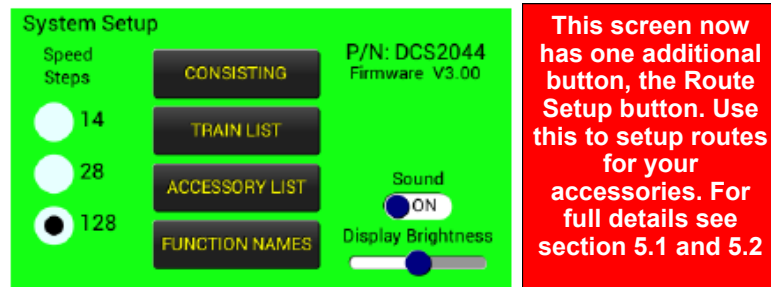 System Setup
Speed
Steps
14
28
128
CONSISTING
TRAIN LIST
ACCESSORY LIST
FUNCTION NAMES
P/N: DCS2044
Firmware V3.00
Sound
ON
Display Brightness
This screen now
has one additional
button, the Route
Setup button. Use
this to setup routes
for your
accessories. For
full details see
section 5.1 and 5.2